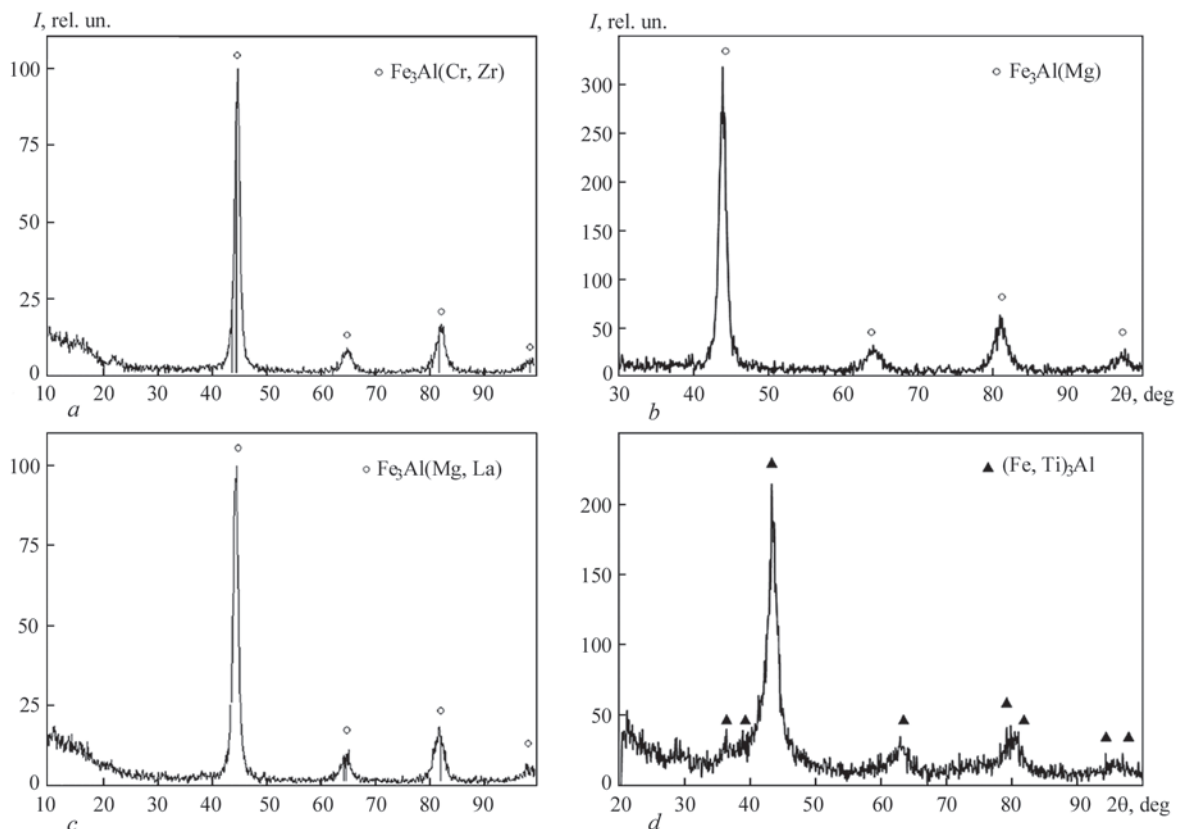 I, rel. un.
Fe₃Al(Cr, Zr)
100
75
50
25
0
10 20 30 40 50 60 70 80 90
a
I, rel. un.
Fe₃Al(Mg)
300
250
200
150
100
50
0
30 40 50 60 70 80 90 2θ, deg
b
Fe₃Al(Mg, La)
100
75
50
25
0
10 20 30 40 50 60 70 80 90
c
(Fe, Ti)₃Al
200
150
100
50
0
20 30 40 50 60 70 80 90 2θ, deg
d